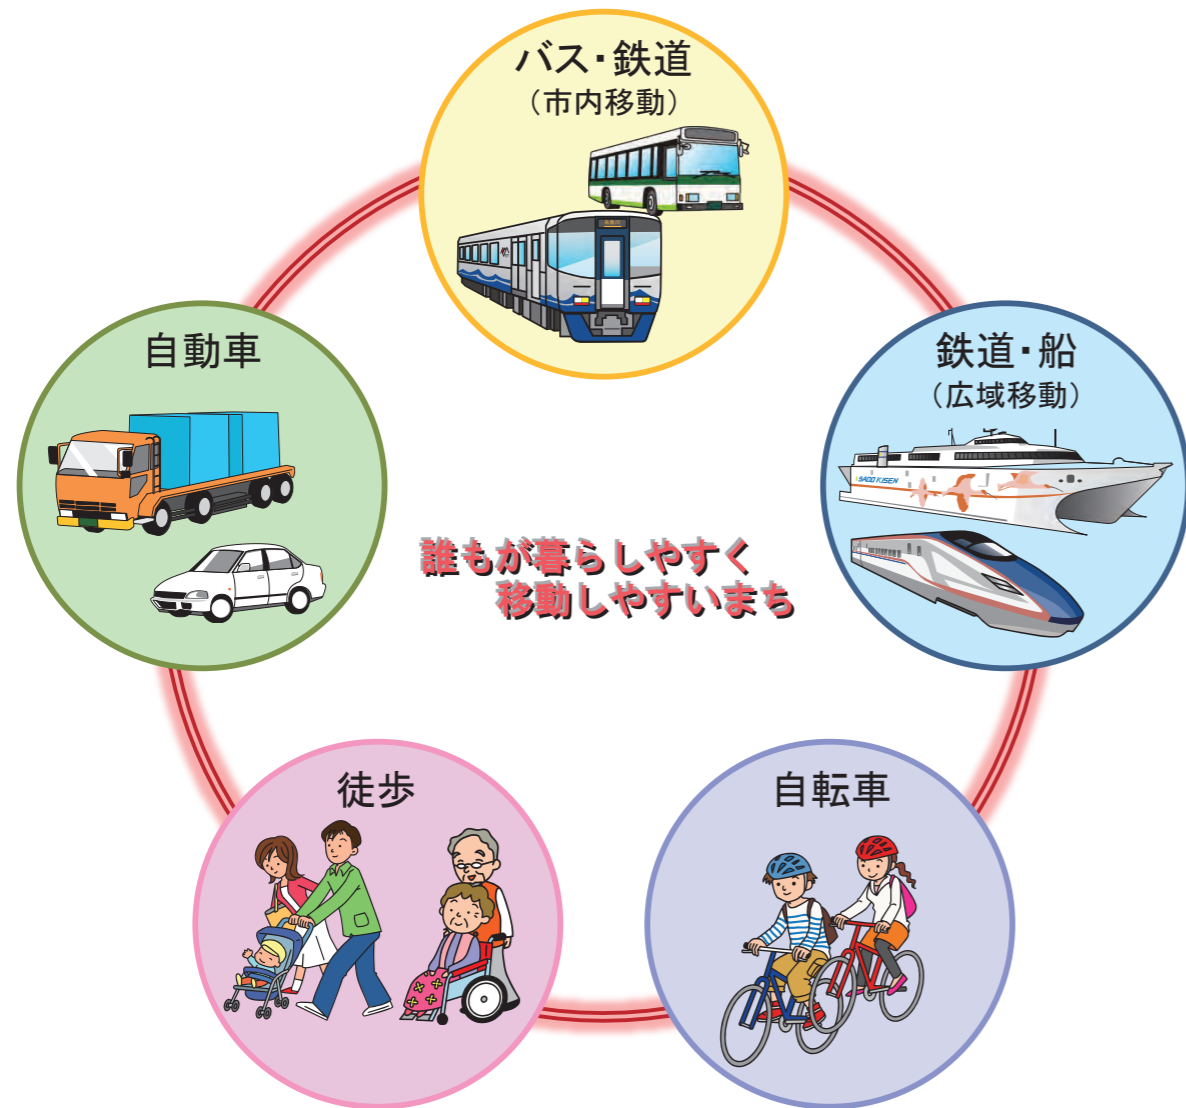 バス・鉄道
（市内移動）
自動車
鉄道・船
（広域移動）
SADO KISEN
誰もが暮らしやすく
移動しやすいまち
徒歩
自転車